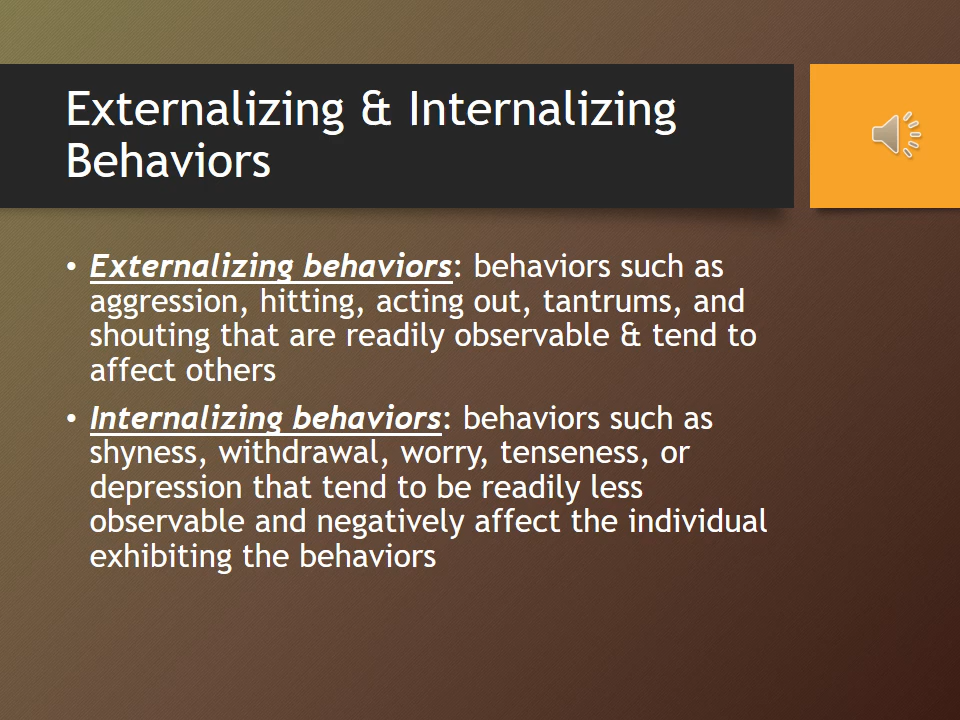 Externalizing & Internalizing
Behaviors
• Externalizing behaviors: behaviors such as
aggression, hitting, acting out, tantrums, and
shouting that are readily observable & tend to
affect others
• Internalizing behaviors: behaviors such as
shyness, withdrawal, worry, tenseness, or
depression that tend to be readily less
observable and negatively affect the individual
exhibiting the behaviors